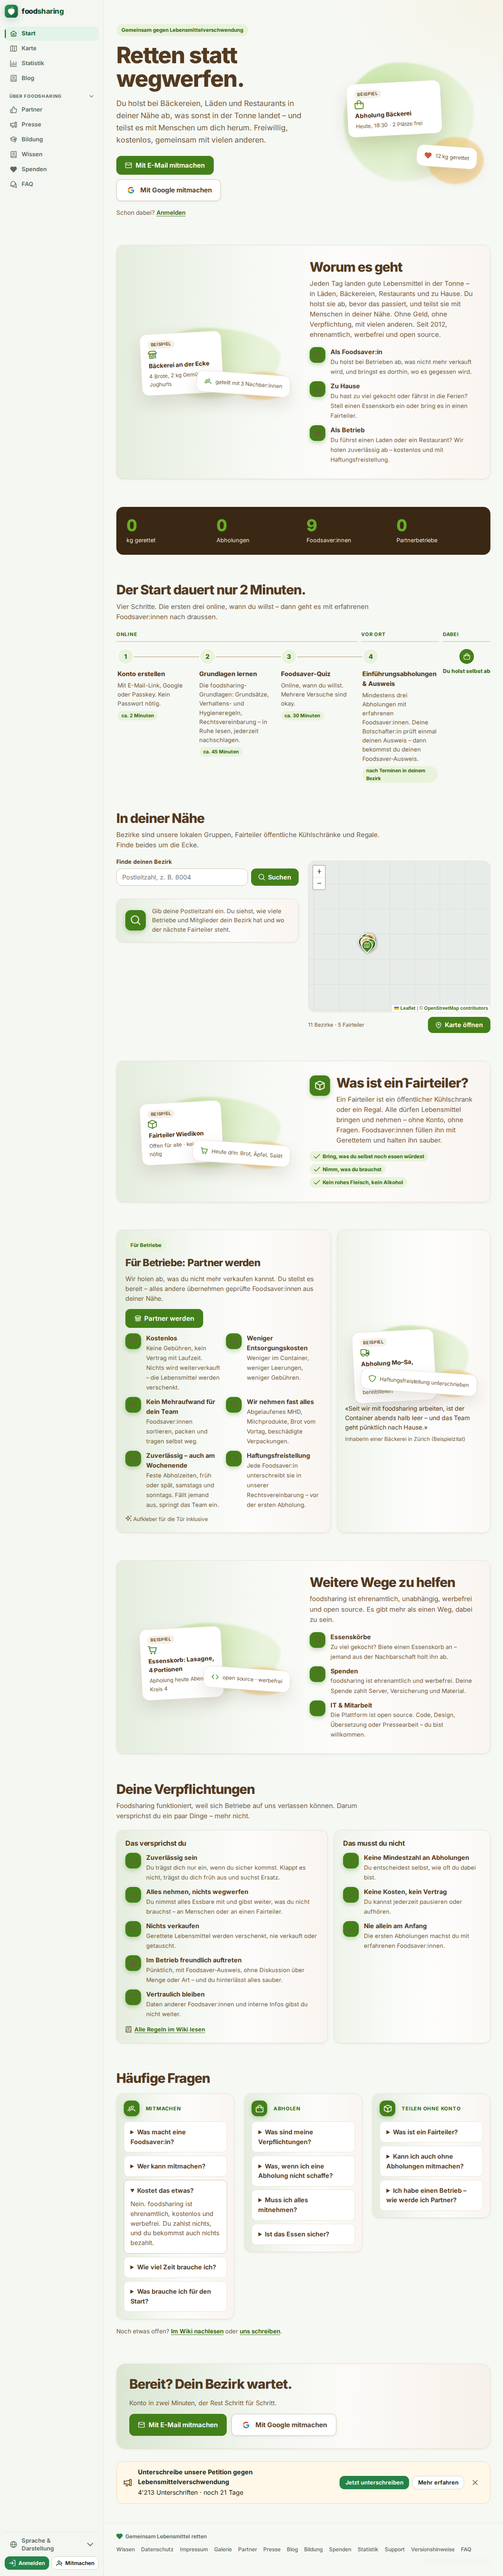 foodsharing
Start
Karte
Statistik
Blog
ÜBER FOODSHARING
Partner
Presse
Bildung
Wissen
Spenden
FAQ
Gemeinsam gegen Lebensmittelverschwendung
Retten statt
wegwerfen.
Du holst bei Bäckereien, Läden und Restaurants in
deiner Nähe ab, was sonst in der Tonne landet – und
teilst es mit Menschen um dich herum. Freiwillig,
kostenlos, gemeinsam mit vielen anderen.
Mit E-Mail mitmachen
Mit Google mitmachen
Schon dabei? Anmelden
BEISPIEL
Abholung Bäckerei
Heute, 18:30 · 2 Plätze frei
12 kg gerettet
BEISPIEL
Bäckerei an der Ecke
4 Brote, 2 kg Gemü
Joghurts
geteilt mit 3 Nachbar:innen
Worum es geht
Jeden Tag landen gute Lebensmittel in der Tonne –
in Läden, Bäckereien, Restaurants und zu Hause. Du
holst sie ab, bevor das passiert, und teilst sie mit
Menschen in deiner Nähe. Ohne Geld, ohne
Verpflichtung, mit vielen anderen. Seit 2012,
ehrenamtlich, werbefrei und open source.
Als Foodsaver:in
Du holst bei Betrieben ab, was nicht mehr verkauft
wird, und bringst es dorthin, wo es gegessen wird.
Zu Hause
Du hast zu viel gekocht oder fährst in die Ferien?
Stell einen Essenskorb ein oder bring es in einen
Fairteiler.
Als Betrieb
Du führst einen Laden oder ein Restaurant? Wir
holen zuverlässig ab – kostenlos und mit
Haftungsfreistellung.
0
kg gerettet
0
Abholungen
9
Foodsaver:innen
0
Partnerbetriebe
Der Start dauert nur 2 Minuten.
Vier Schritte. Die ersten drei online, wann du willst – dann geht es mit erfahrenen
Foodsaver:innen nach draussen.
ONLINE
VOR ORT
DABEI
1
Konto erstellen
Mit E-Mail-Link, Google
oder Passkey. Kein
Passwort nötig.
ca. 2 Minuten
2
Grundlagen lernen
Die foodsharing-
Grundlagen: Grundsätze,
Verhaltens- und
Hygieneregeln,
Rechtsvereinbarung – in
Ruhe lesen, jederzeit
nachschlagen.
ca. 45 Minuten
3
Foodsaver-Quiz
Online, wann du willst.
Mehrere Versuche sind
okay.
ca. 30 Minuten
4
Einführungsabholungen
& Ausweis
Mindestens drei
Abholungen mit
erfahrenen
Foodsaver:innen. Deine
Botschafter:in prüft einmal
deinen Ausweis – dann
bekommst du deinen
Foodsaver-Ausweis.
nach Terminen in deinem
Bezirk
Du holst selbst ab
In deiner Nähe
Bezirke sind unsere lokalen Gruppen, Fairteiler öffentliche Kühlschränke und Regale.
Finde beides um die Ecke.
Finde deinen Bezirk
Postleitzahl, z. B. 8004
Suchen
Gib deine Postleitzahl ein. Du siehst, wie viele
Betriebe und Mitglieder dein Bezirk hat und wo
der nächste Fairteiler steht.
+
−
Leaflet | © OpenStreetMap contributors
11 Bezirke · 5 Fairteiler
Karte öffnen
BEISPIEL
Fairteiler Wiedikon
Offen für alle · kei
nötig
Heute drin: Brot, Äpfel, Salat
Was ist ein Fairteiler?
Ein Fairteiler ist ein öffentlicher Kühlschrank
oder ein Regal. Alle dürfen Lebensmittel
bringen und nehmen – ohne Konto, ohne
Fragen. Foodsaver:innen füllen ihn mit
Gerettetem und halten ihn sauber.
Bring, was du selbst noch essen würdest
Nimm, was du brauchst
Kein rohes Fleisch, kein Alkohol
Für Betriebe
Für Betriebe: Partner werden
Wir holen ab, was du nicht mehr verkaufen kannst. Du stellst es
bereit – alles andere übernehmen geprüfte Foodsaver:innen aus
deiner Nähe.
Partner werden
Kostenlos
Keine Gebühren, kein
Vertrag mit Laufzeit.
Nichts wird weiterverkauft
– die Lebensmittel werden
verschenkt.
Weniger
Entsorgungskosten
Weniger im Container,
weniger Leerungen,
weniger Gebühren.
Kein Mehraufwand für
dein Team
Foodsaver:innen
sortieren, packen und
tragen selbst weg.
Wir nehmen fast alles
Abgelaufenes MHD,
Milchprodukte, Brot vom
Vortag, beschädigte
Verpackungen.
Zuverlässig – auch am
Wochenende
Feste Abholzeiten, früh
oder spät, samstags und
sonntags. Fällt jemand
aus, springt das Team ein.
Haftungsfreistellung
Jede Foodsaver:in
unterschreibt sie in
unserer
Rechtsvereinbarung – vor
der ersten Abholung.
Aufkleber für die Tür inklusive
BEISPIEL
Abholung Mo–Sa,
Haftungsfreistellung unterschrieben
«Seit wir mit foodsharing arbeiten, ist der
Container abends halb leer – und das Team
geht pünktlich nach Hause.»
Inhaberin einer Bäckerei in Zürich (Beispielzitat)
BEISPIEL
Essenskorb: Lasagne,
4 Portionen
Abholung heute Aben
Kreis 4
open source · werbefrei
Weitere Wege zu helfen
foodsharing ist ehrenamtlich, unabhängig, werbefrei
und open source. Es gibt mehr als einen Weg, dabei
zu sein.
Essenskörbe
Zu viel gekocht? Biete einen Essenskorb an –
jemand aus der Nachbarschaft holt ihn ab.
Spenden
foodsharing ist ehrenamtlich und werbefrei. Deine
Spende zahlt Server, Versicherung und Material.
IT & Mitarbeit
Die Plattform ist open source. Code, Design,
Übersetzung oder Pressearbeit – du bist
willkommen.
Deine Verpflichtungen
Foodsharing funktioniert, weil sich Betriebe auf uns verlassen können. Darum
versprichst du ein paar Dinge – mehr nicht.
Das versprichst du
Zuverlässig sein
Du trägst dich nur ein, wenn du sicher kommst. Klappt es
nicht, trägst du dich früh aus und suchst Ersatz.
Alles nehmen, nichts wegwerfen
Du nimmst alles Essbare mit und gibst weiter, was du nicht
brauchst – an Menschen oder an einen Fairteiler.
Nichts verkaufen
Gerettete Lebensmittel werden verschenkt, nie verkauft oder
getauscht.
Im Betrieb freundlich auftreten
Pünktlich, mit Foodsaver-Ausweis, ohne Diskussion über
Menge oder Art – und du hinterlässt alles sauber.
Vertraulich bleiben
Daten anderer Foodsaver:innen und interne Infos gibst du
nicht weiter.
Alle Regeln im Wiki lesen
Das musst du nicht
Keine Mindestzahl an Abholungen
Du entscheidest selbst, wie oft du dabei
bist.
Keine Kosten, kein Vertrag
Du kannst jederzeit pausieren oder
aufhören.
Nie allein am Anfang
Die ersten Abholungen machst du mit
erfahrenen Foodsaver:innen.
Häufige Fragen
MITMACHEN
Was macht eine
Foodsaver:in?
Wer kann mitmachen?
Kostet das etwas?
Nein. foodsharing ist
ehrenamtlich, kostenlos und
werbefrei. Du zahlst nichts,
und du bekommst auch nichts
bezahlt.
Wie viel Zeit brauche ich?
Was brauche ich für den
Start?
ABHOLEN
Was sind meine
Verpflichtungen?
Was, wenn ich eine
Abholung nicht schaffe?
Muss ich alles
mitnehmen?
Ist das Essen sicher?
TEILEN OHNE KONTO
Was ist ein Fairteiler?
Kann ich auch ohne
Abholungen mitmachen?
Ich habe einen Betrieb –
wie werde ich Partner?
Noch etwas offen? Im Wiki nachlesen oder uns schreiben.
Bereit? Dein Bezirk wartet.
Konto in zwei Minuten, der Rest Schritt für Schritt.
Mit E-Mail mitmachen
Mit Google mitmachen
Unterschreibe unsere Petition gegen
Lebensmittelverschwendung
4'213 Unterschriften · noch 21 Tage
Jetzt unterschreiben
Mehr erfahren
Sprache &
Darstellung
Anmelden
Mitmachen
Gemeinsam Lebensmittel retten
Wissen Datenschutz Impressum Galerie Partner Presse Blog Bildung Spenden Statistik Support Versionshinweise FAQ